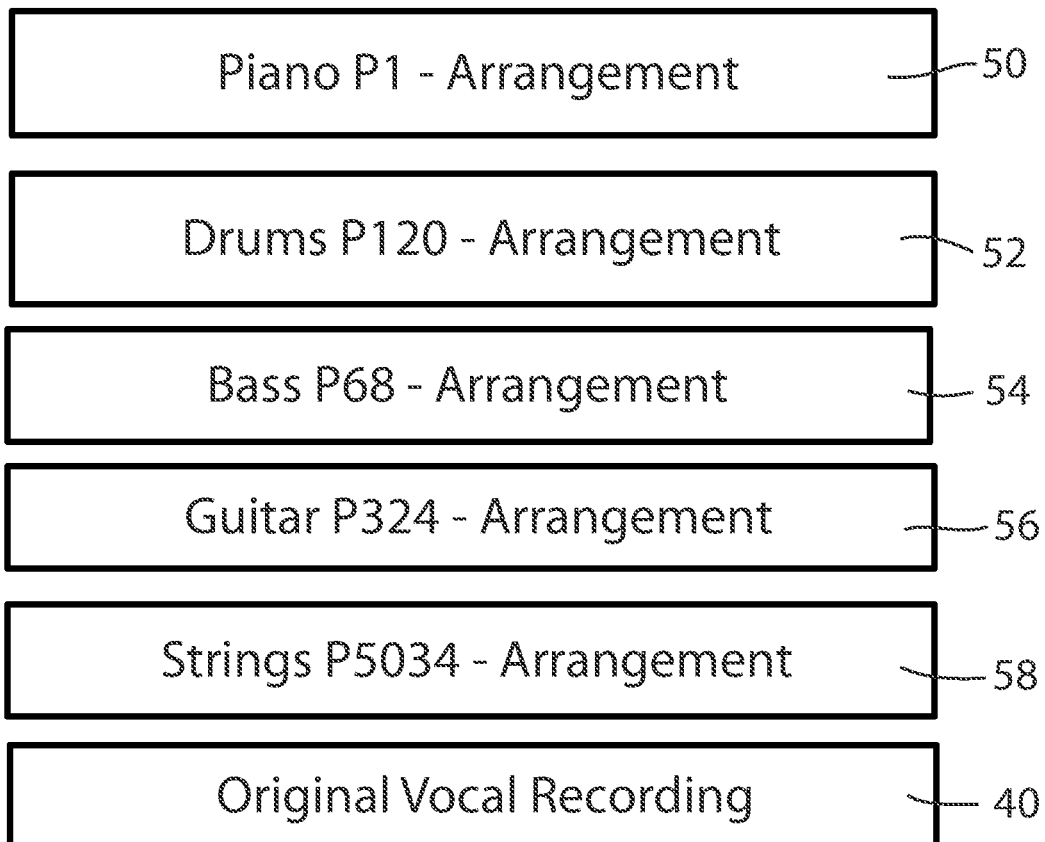 Piano P1 - Arrangement 50
Drums P120 - Arrangement 52
Bass P68 - Arrangement 54
Guitar P324 - Arrangement 56
Strings P5034 - Arrangement 58
Original Vocal Recording 40